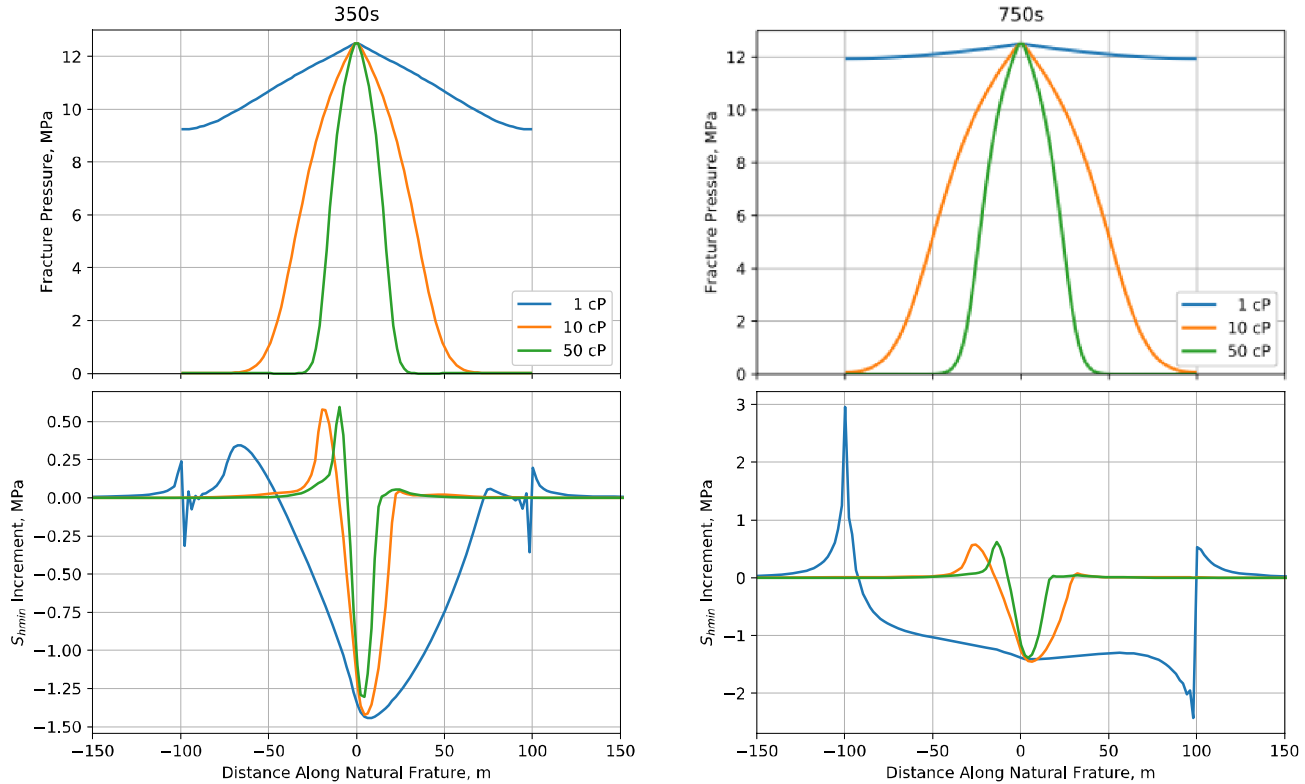 350s
12
10
8
6
4
2
0
Fracture Pressure, MPa
1 cP
10 cP
50 cP
750s
12
10
8
6
4
2
0
Fracture Pressure, MPa
1 cP
10 cP
50 cP
0.50
0.25
0.00
−0.25
−0.50
−0.75
−1.00
−1.25
−1.50
Shmin Increment, MPa
−150 −100 −50 0 50 100 150
Distance Along Natural Frature, m
3
2
1
0
−1
−2
Shmin Increment, MPa
−150 −100 −50 0 50 100 150
Distance Along Natural Frature, m